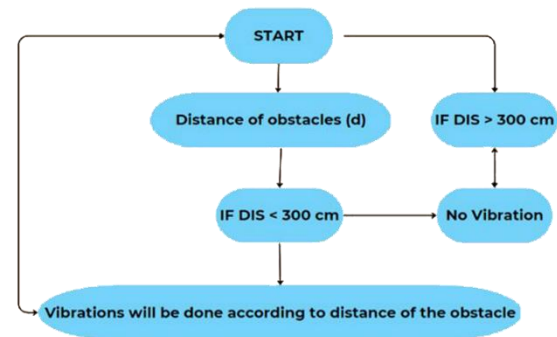 START
Distance of obstacles (d)
IF DIS > 300 cm
IF DIS < 300 cm
No Vibration
Vibrations will be done according to distance of the obstacle